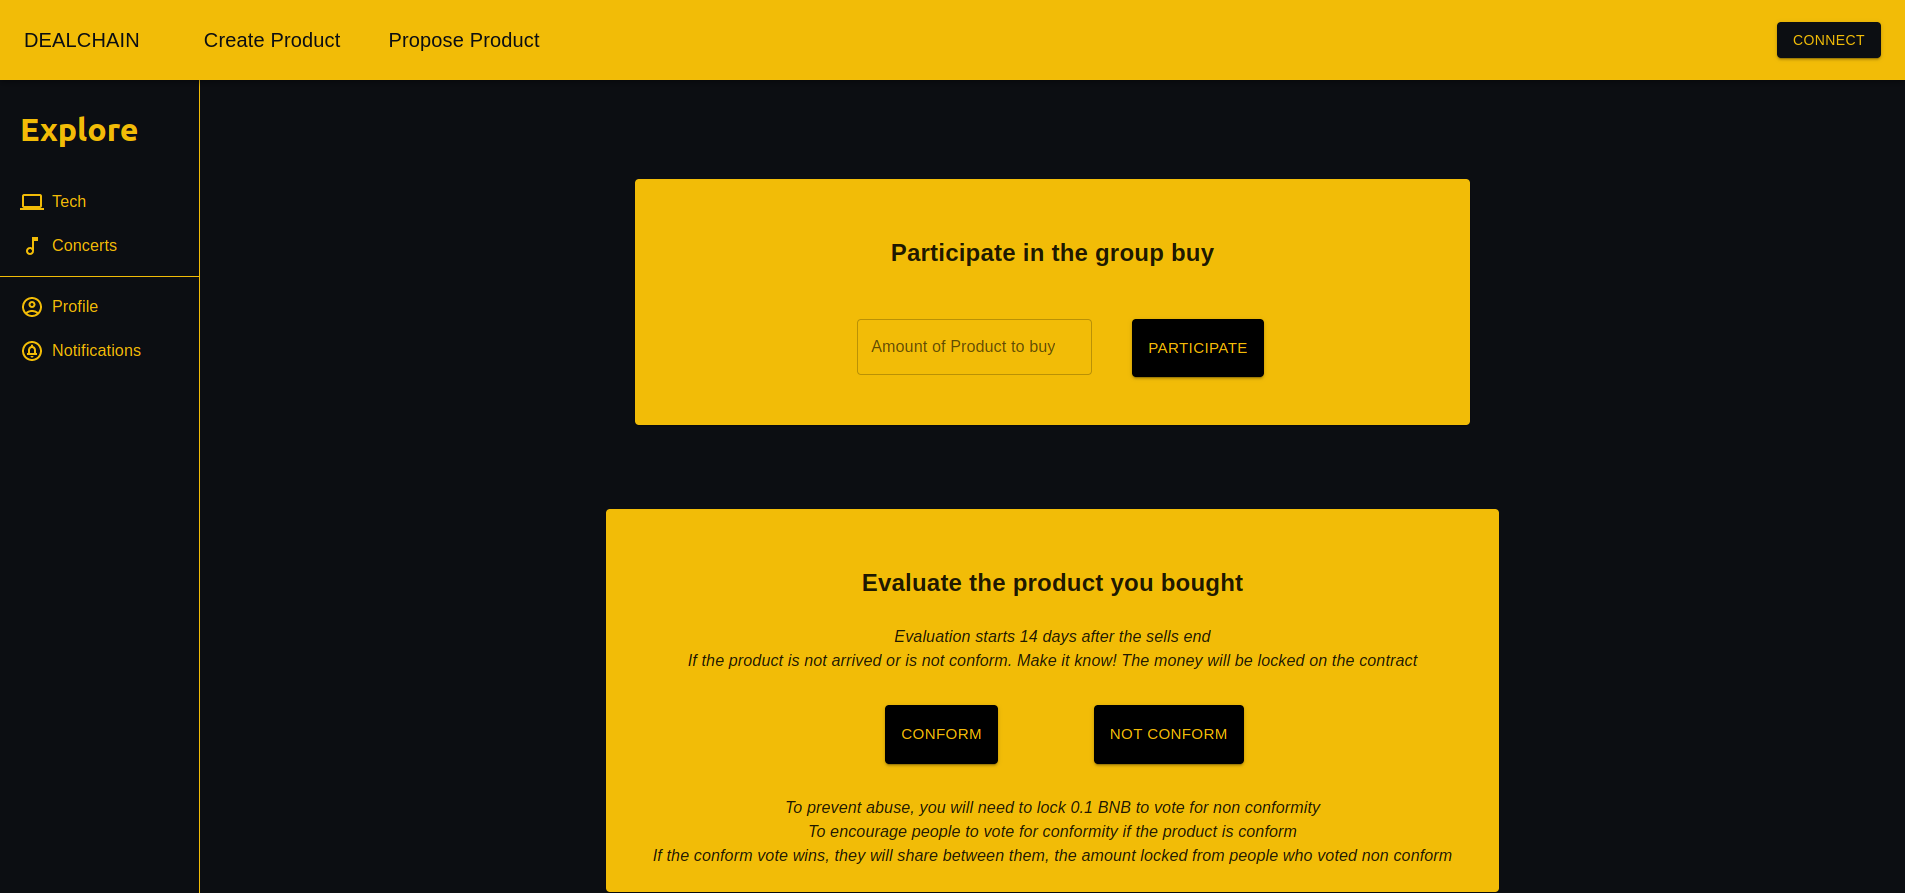 DEALCHAIN
Create Product
Propose Product
CONNECT
Explore
Tech
Concerts
Profile
Notifications
Participate in the group buy
Amount of Product to buy
PARTICIPATE
Evaluate the product you bought
Evaluation starts 14 days after the sells end
If the product is not arrived or is not conform. Make it know! The money will be locked on the contract
CONFORM
NOT CONFORM
To prevent abuse, you will need to lock 0.1 BNB to vote for non conformity
To encourage people to vote for conformity if the product is conform
If the conform vote wins, they will share between them, the amount locked from people who voted non conform